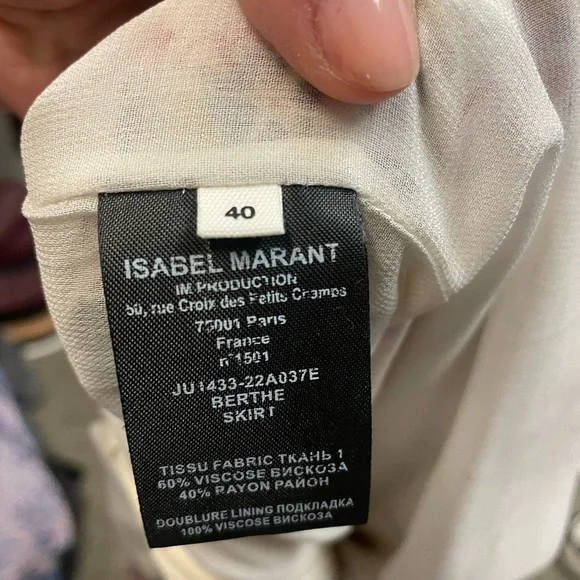 40
ISABEL MARANT
IM PRODUCTION
50, rue Croix des Petits Champs
75001 Paris
France
n°1501
JU1433-22A037E
BERTHE
SKIRT
TISSU FABRIC ТКАНЬ 1
60% VISCOSE ВИСКОЗА
40% RAYON РАЙОН
DOUBLURE LINING ПОДКЛАДКА
100% VISCOSE ВИСКОЗА